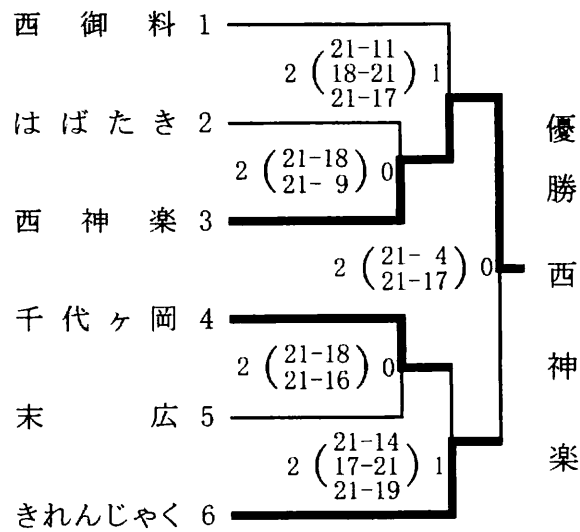 西御料 1
2 ( 21-11 18-21 21-17 ) 1
はばたき 2
2 ( 21-18 21- 9 ) 0
西神楽 3
2 ( 21- 4 21-17 ) 0
千代ヶ岡 4
2 ( 21-18 21-16 ) 0
末広 5
2 ( 21-14 17-21 21-19 ) 1
きれんじゃく 6
優勝 西神楽